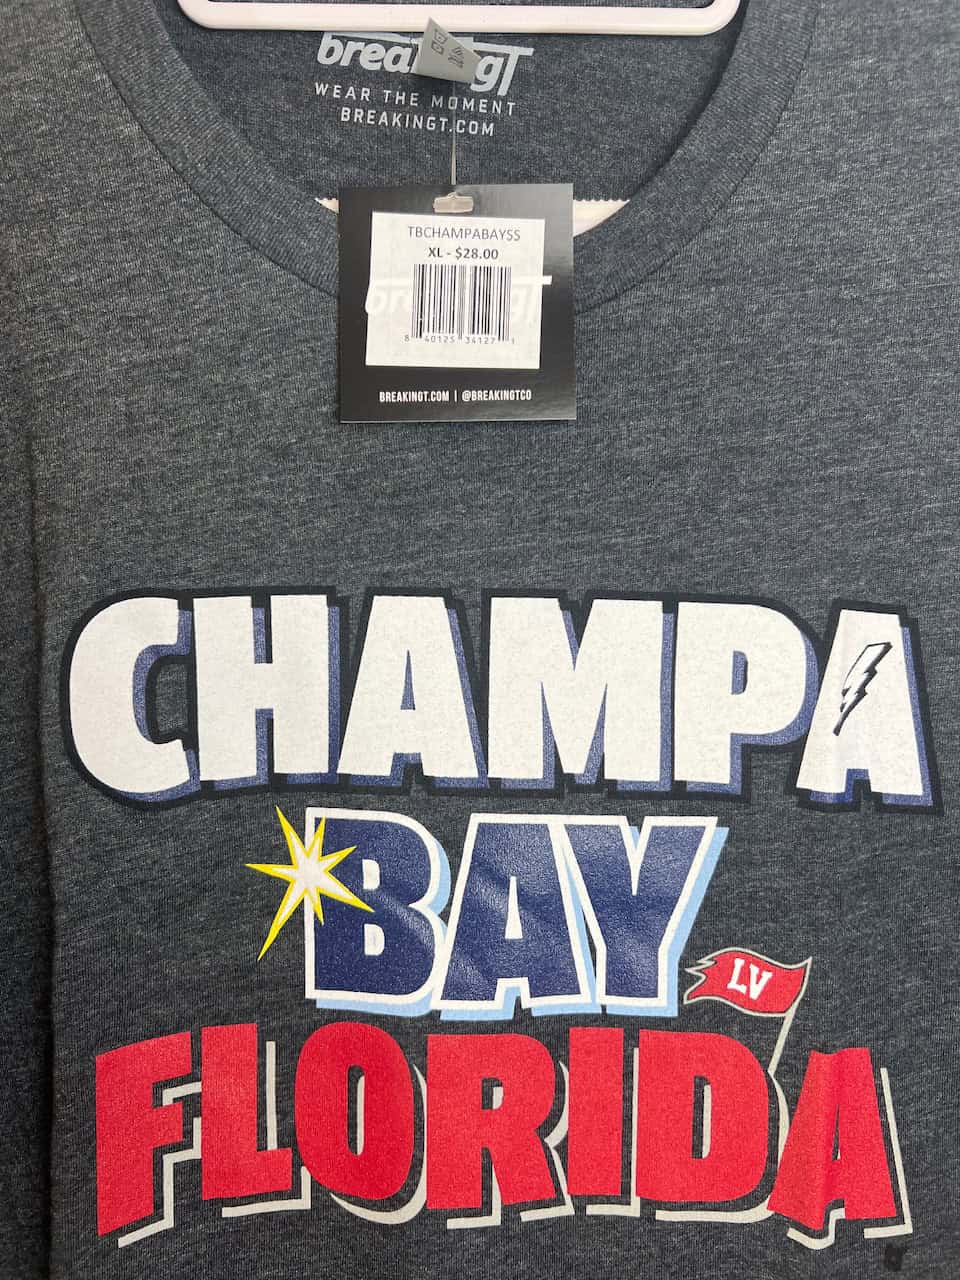 breakingT
WEAR THE MOMENT
BREAKINGT.COM
TBCHAMPABAYSS
XL - $28.00
8 40125 34127 1
BREAKINGT.COM | @BREAKINGTCO
CHAMPA
BAY
LV
FLORIDA